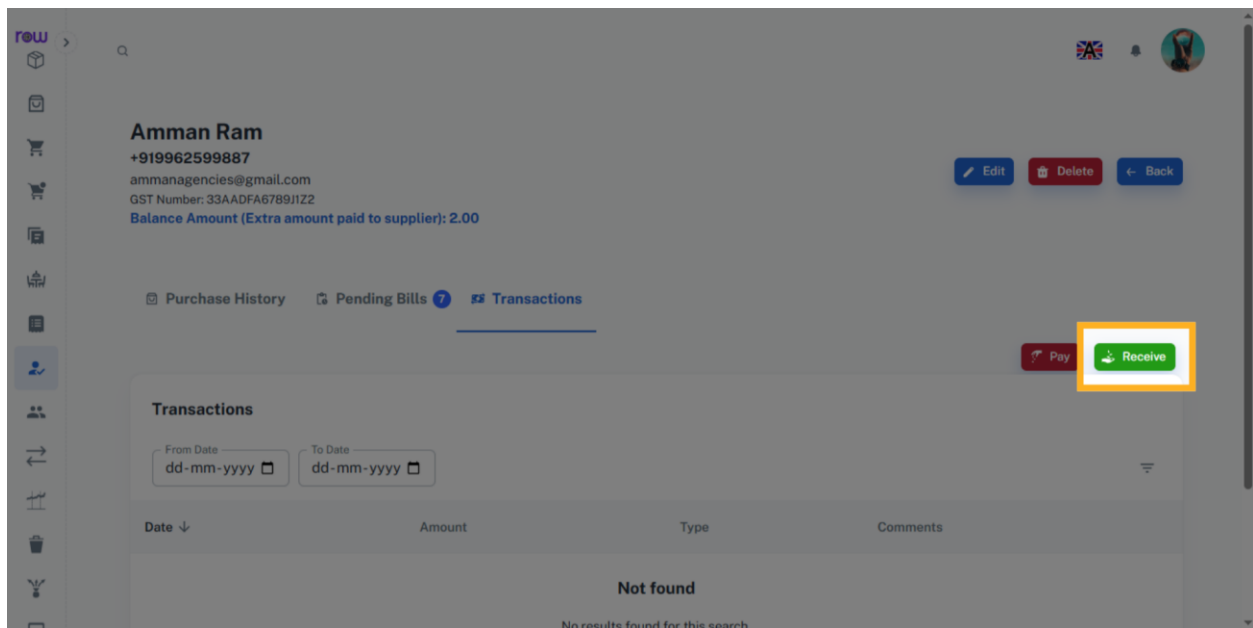 row
Amman Ram
+919962599887
ammanagencies@gmail.com
GST Number: 33AADFA6789J1Z2
Balance Amount (Extra amount paid to supplier): 2.00
Edit Delete Back
Purchase History Pending Bills 7 Transactions
Pay Receive
Transactions
From Date To Date
dd-mm-yyyy dd-mm-yyyy
Date Amount Type Comments
Not found
No results found for this search